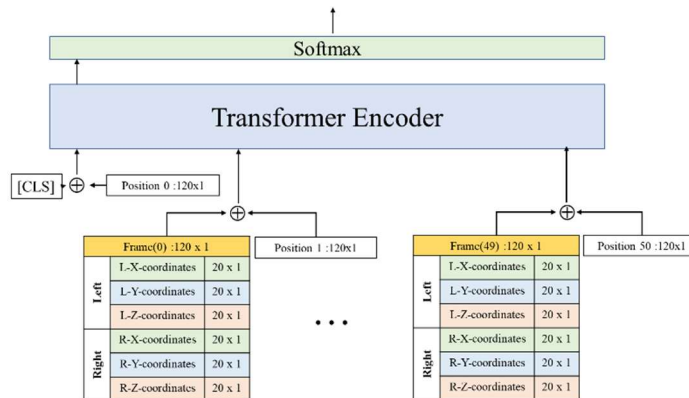 Softmax
Transformer Encoder
[CLS]
Position 0 :120x1
Frame(0) :120 x 1
Position 1 :120x1
Left
L-X-coordinates 20 x 1
L-Y-coordinates 20 x 1
L-Z-coordinates 20 x 1
Right
R-X-coordinates 20 x 1
R-Y-coordinates 20 x 1
R-Z-coordinates 20 x 1
...
Frame(49) :120 x 1
Position 50 :120x1
Left
L-X-coordinates 20 x 1
L-Y-coordinates 20 x 1
L-Z-coordinates 20 x 1
Right
R-X-coordinates 20 x 1
R-Y-coordinates 20 x 1
R-Z-coordinates 20 x 1